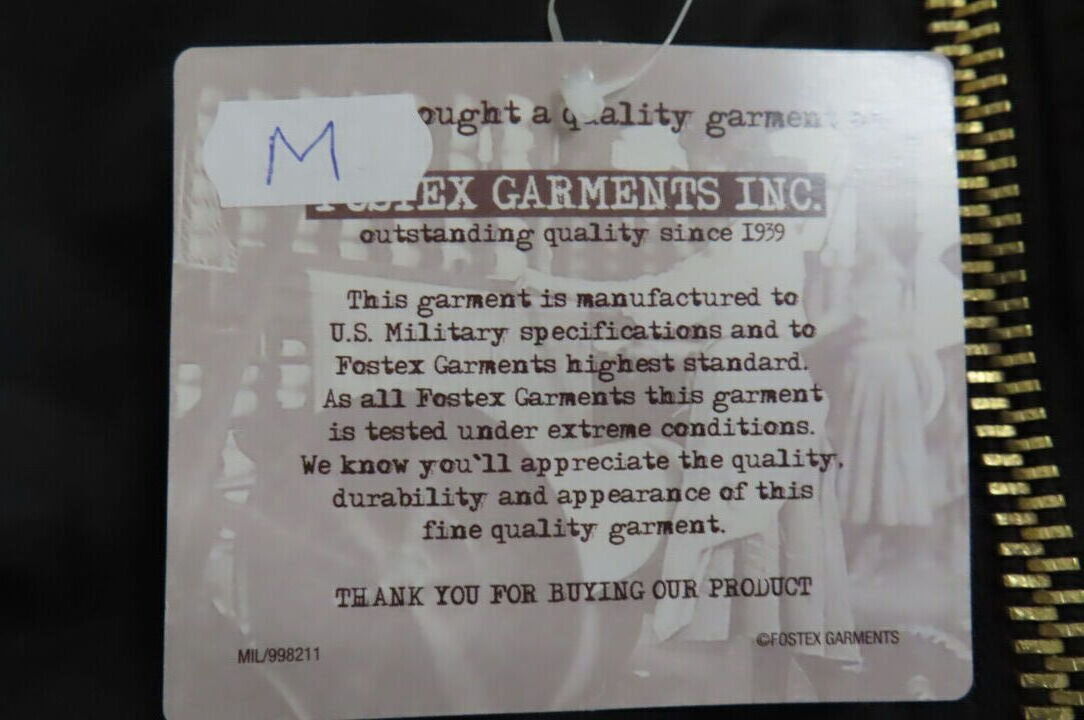 M
ought a quality garment
FOSTEX GARMENTS INC.
outstanding quality since 1939
This garment is manufactured to
U.S. Military specifications and to
Fostex Garments highest standard.
As all Fostex Garments this garment
is tested under extreme conditions.
We know you'll appreciate the quality,
durability and appearance of this
fine quality garment.
THANK YOU FOR BUYING OUR PRODUCT
©FOSTEX GARMENTS
MIL/998211